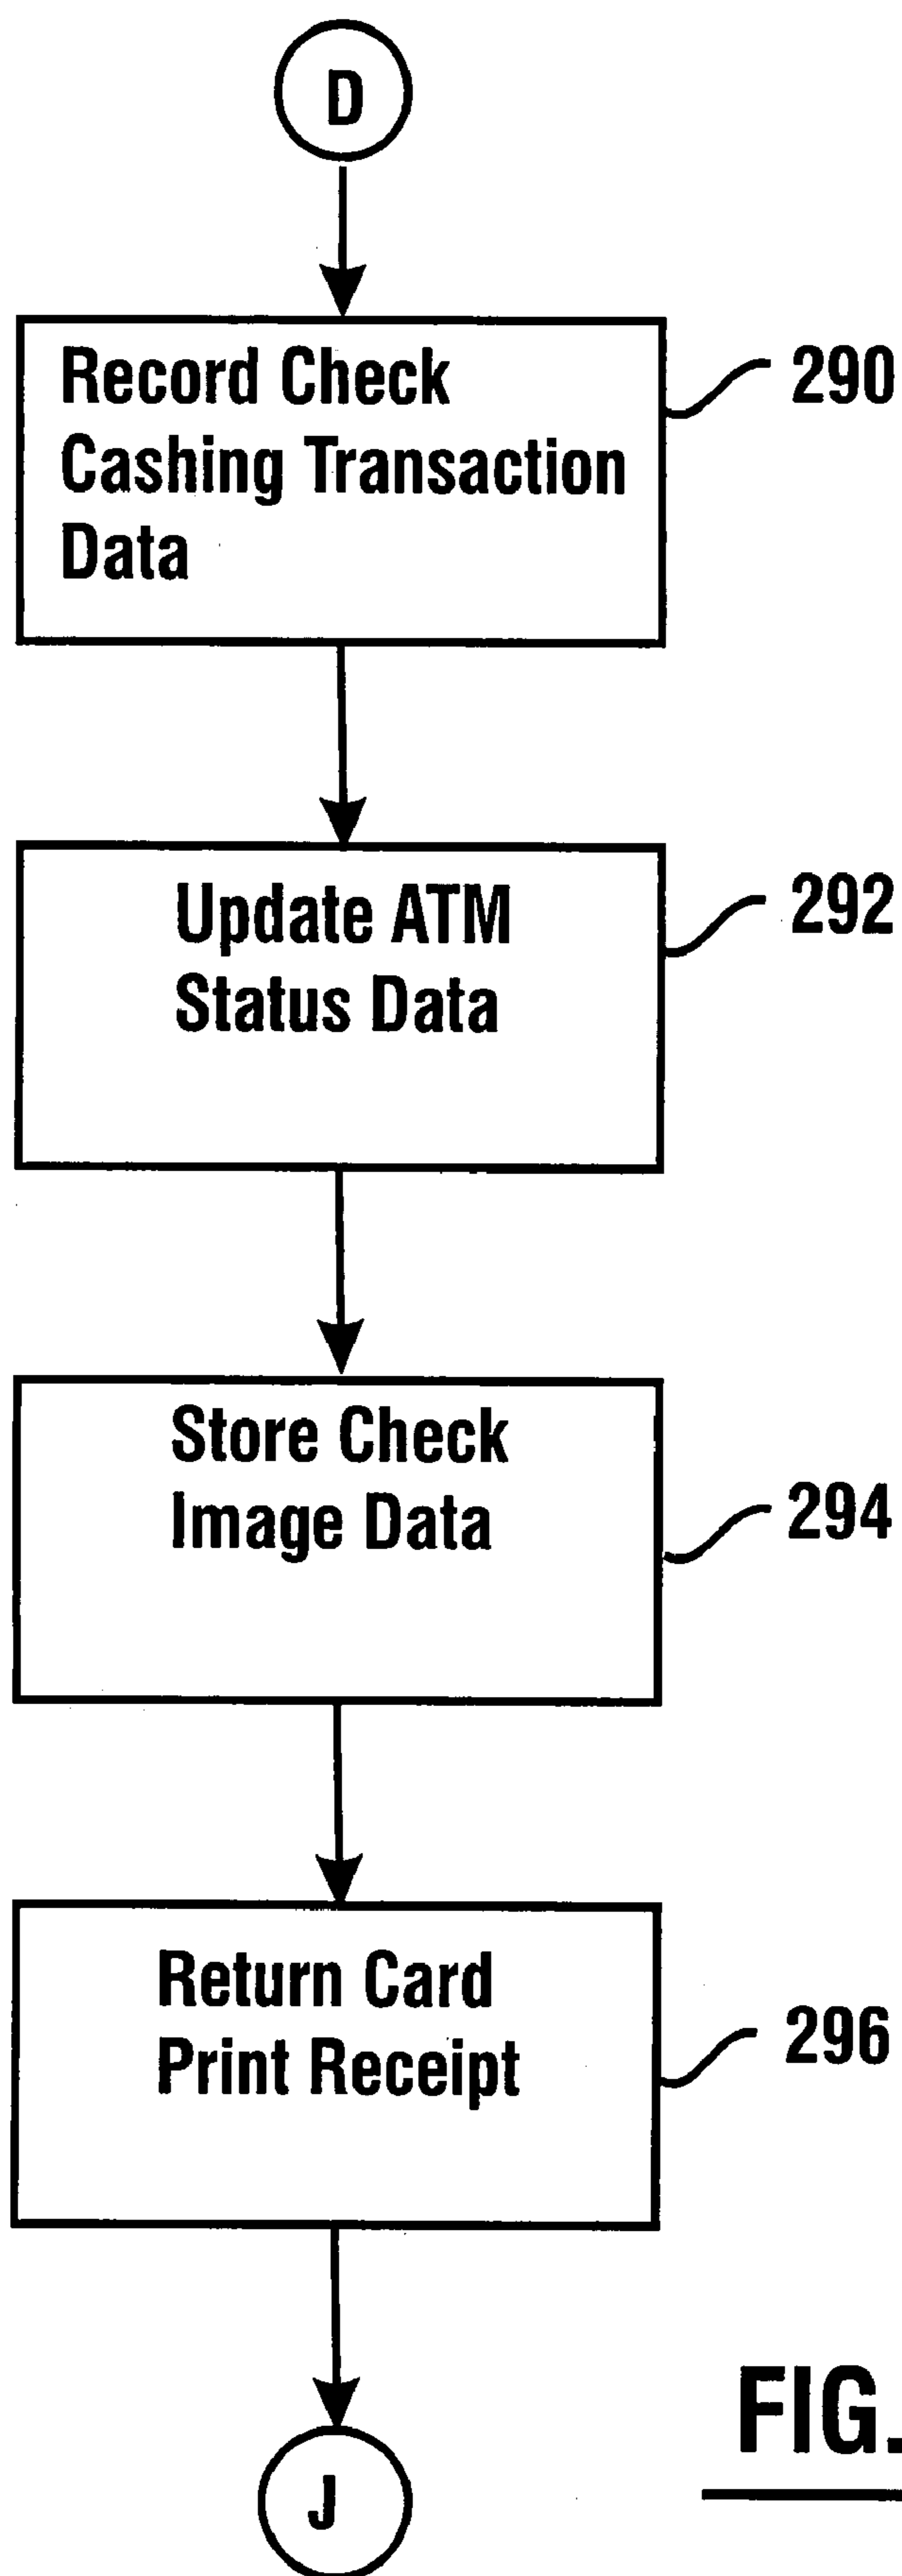 D
Record Check
Cashing Transaction
Data
290
Update ATM
Status Data
292
Store Check
Image Data
294
Return Card
Print Receipt
296
J
FIG.